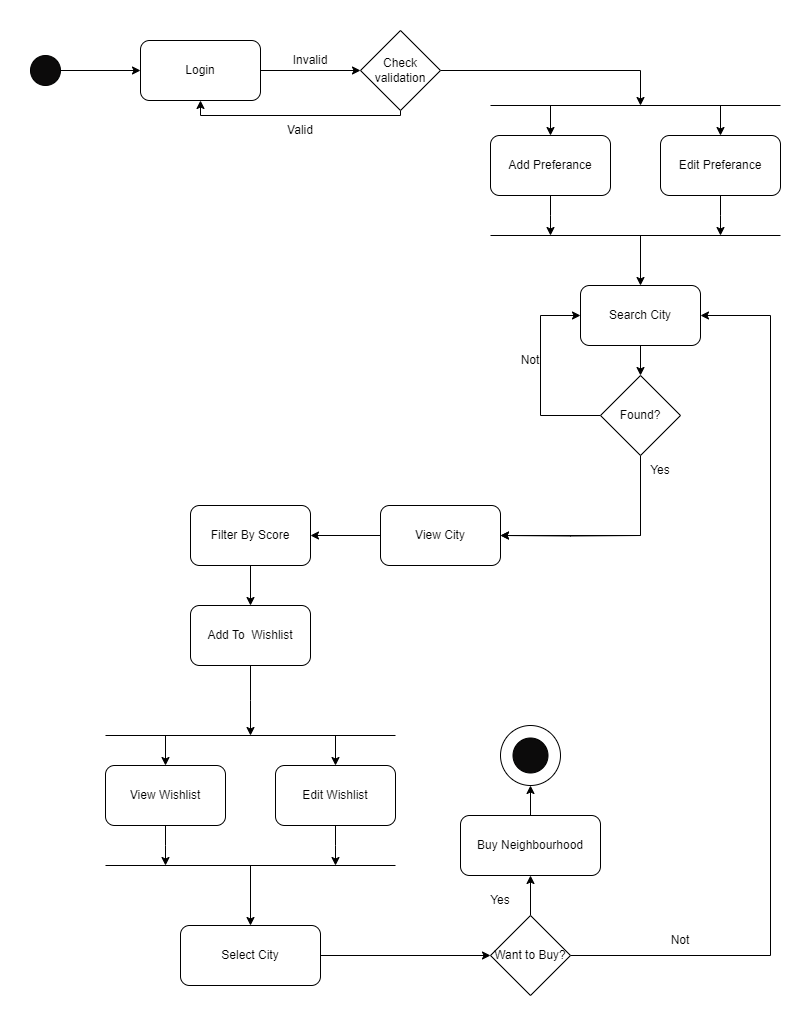 Login
Invalid
Check
validation
Valid
Add Preferance
Edit Preferance
Search City
Not
Found?
Yes
Filter By Score
View City
Add To  Wishlist
View Wishlist
Edit Wishlist
Buy Neighbourhood
Yes
Select City
Want to Buy?
Not